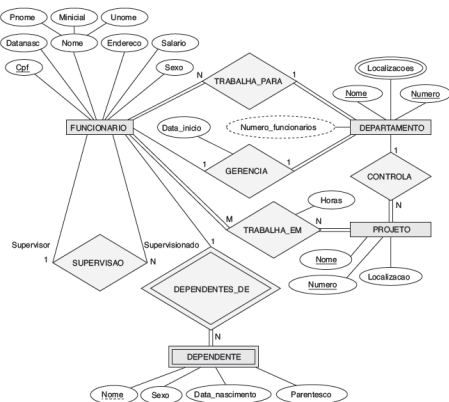 Pnome Minicial Unome
Datanasc Nome Endereco Salario
Cpf Sexo
Localizacoes
N TRABALHA_PARA 1
Nome Numero
Data_inicio Numero_funcionarios
FUNCIONARIO DEPARTAMENTO
1 GERENCIA 1
1
CONTROLA
N
Horas
M TRABALHA_EM N
PROJETO
Nome
Numero Localizacao
Supervisor Supervisionado
1 SUPERVISAO N
1
DEPENDENTES_DE
N
DEPENDENTE
Nome Sexo Data_nascimento Parentesco